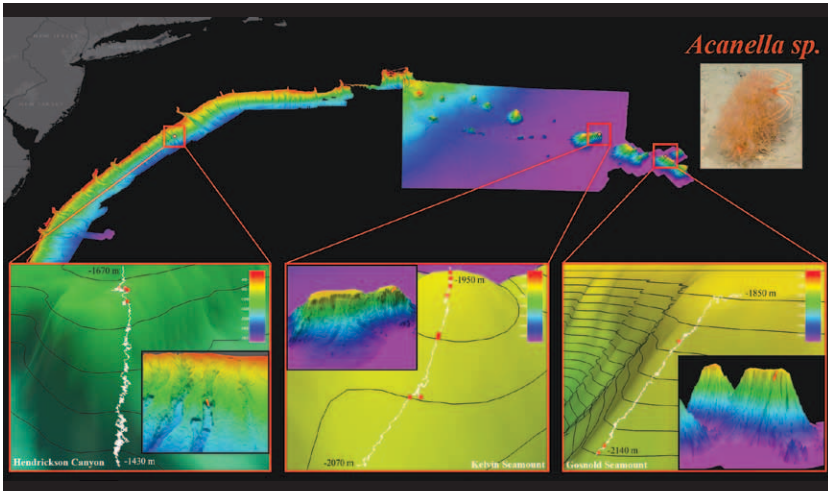 Acanella sp.
-1670 m
-1430 m
Hendrickson Canyon
-1950 m
-2070 m
Kelvin Seamount
-1850 m
-2140 m
Gosnold Seamount